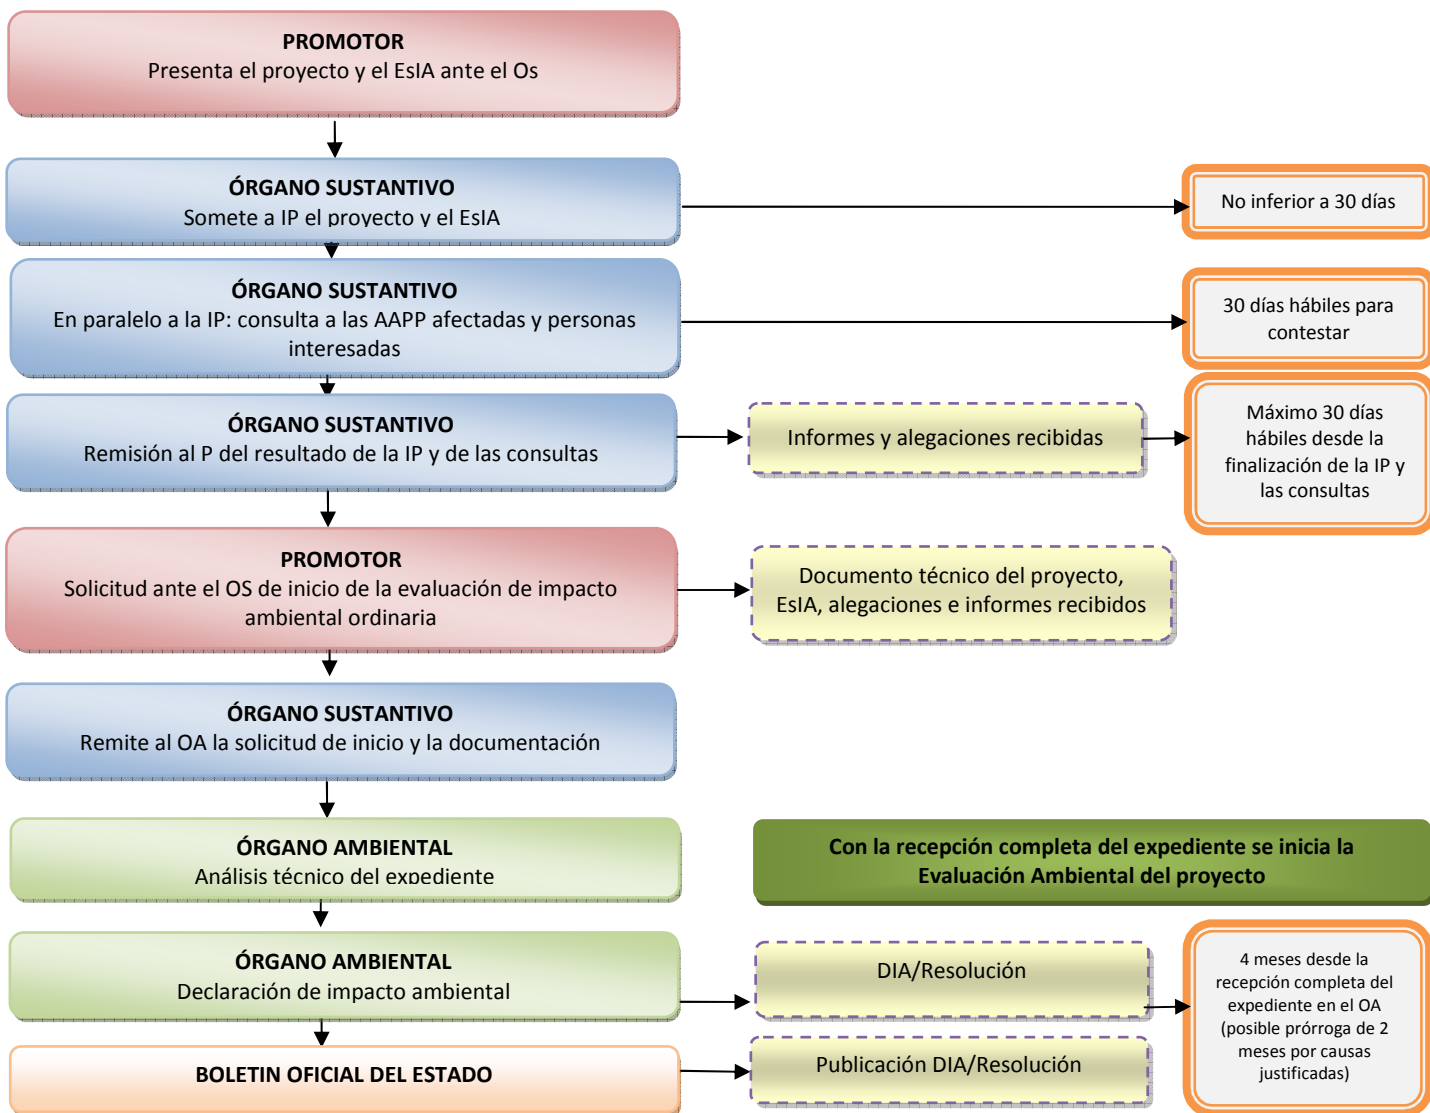 PROMOTOR
Presenta el proyecto y el EsIA ante el Os
ÓRGANO SUSTANTIVO
Somete a IP el proyecto y el EsIA
No inferior a 30 días
ÓRGANO SUSTANTIVO
En paralelo a la IP: consulta a las AAPP afectadas y personas
interesadas
30 días hábiles para
contestar
ÓRGANO SUSTANTIVO
Remisión al P del resultado de la IP y de las consultas
Informes y alegaciones recibidas
Máximo 30 días
hábiles desde la
finalización de la IP y
las consultas
PROMOTOR
Solicitud ante el OS de inicio de la evaluación de impacto
ambiental ordinaria
Documento técnico del proyecto,
EsIA, alegaciones e informes recibidos
ÓRGANO SUSTANTIVO
Remite al OA la solicitud de inicio y la documentación
ÓRGANO AMBIENTAL
Análisis técnico del expediente
Con la recepción completa del expediente se inicia la
Evaluación Ambiental del proyecto
ÓRGANO AMBIENTAL
Declaración de impacto ambiental
DIA/Resolución
4 meses desde la
recepción completa del
expediente en el OA
(posible prórroga de 2
meses por causas
justificadas)
BOLETIN OFICIAL DEL ESTADO
Publicación DIA/Resolución